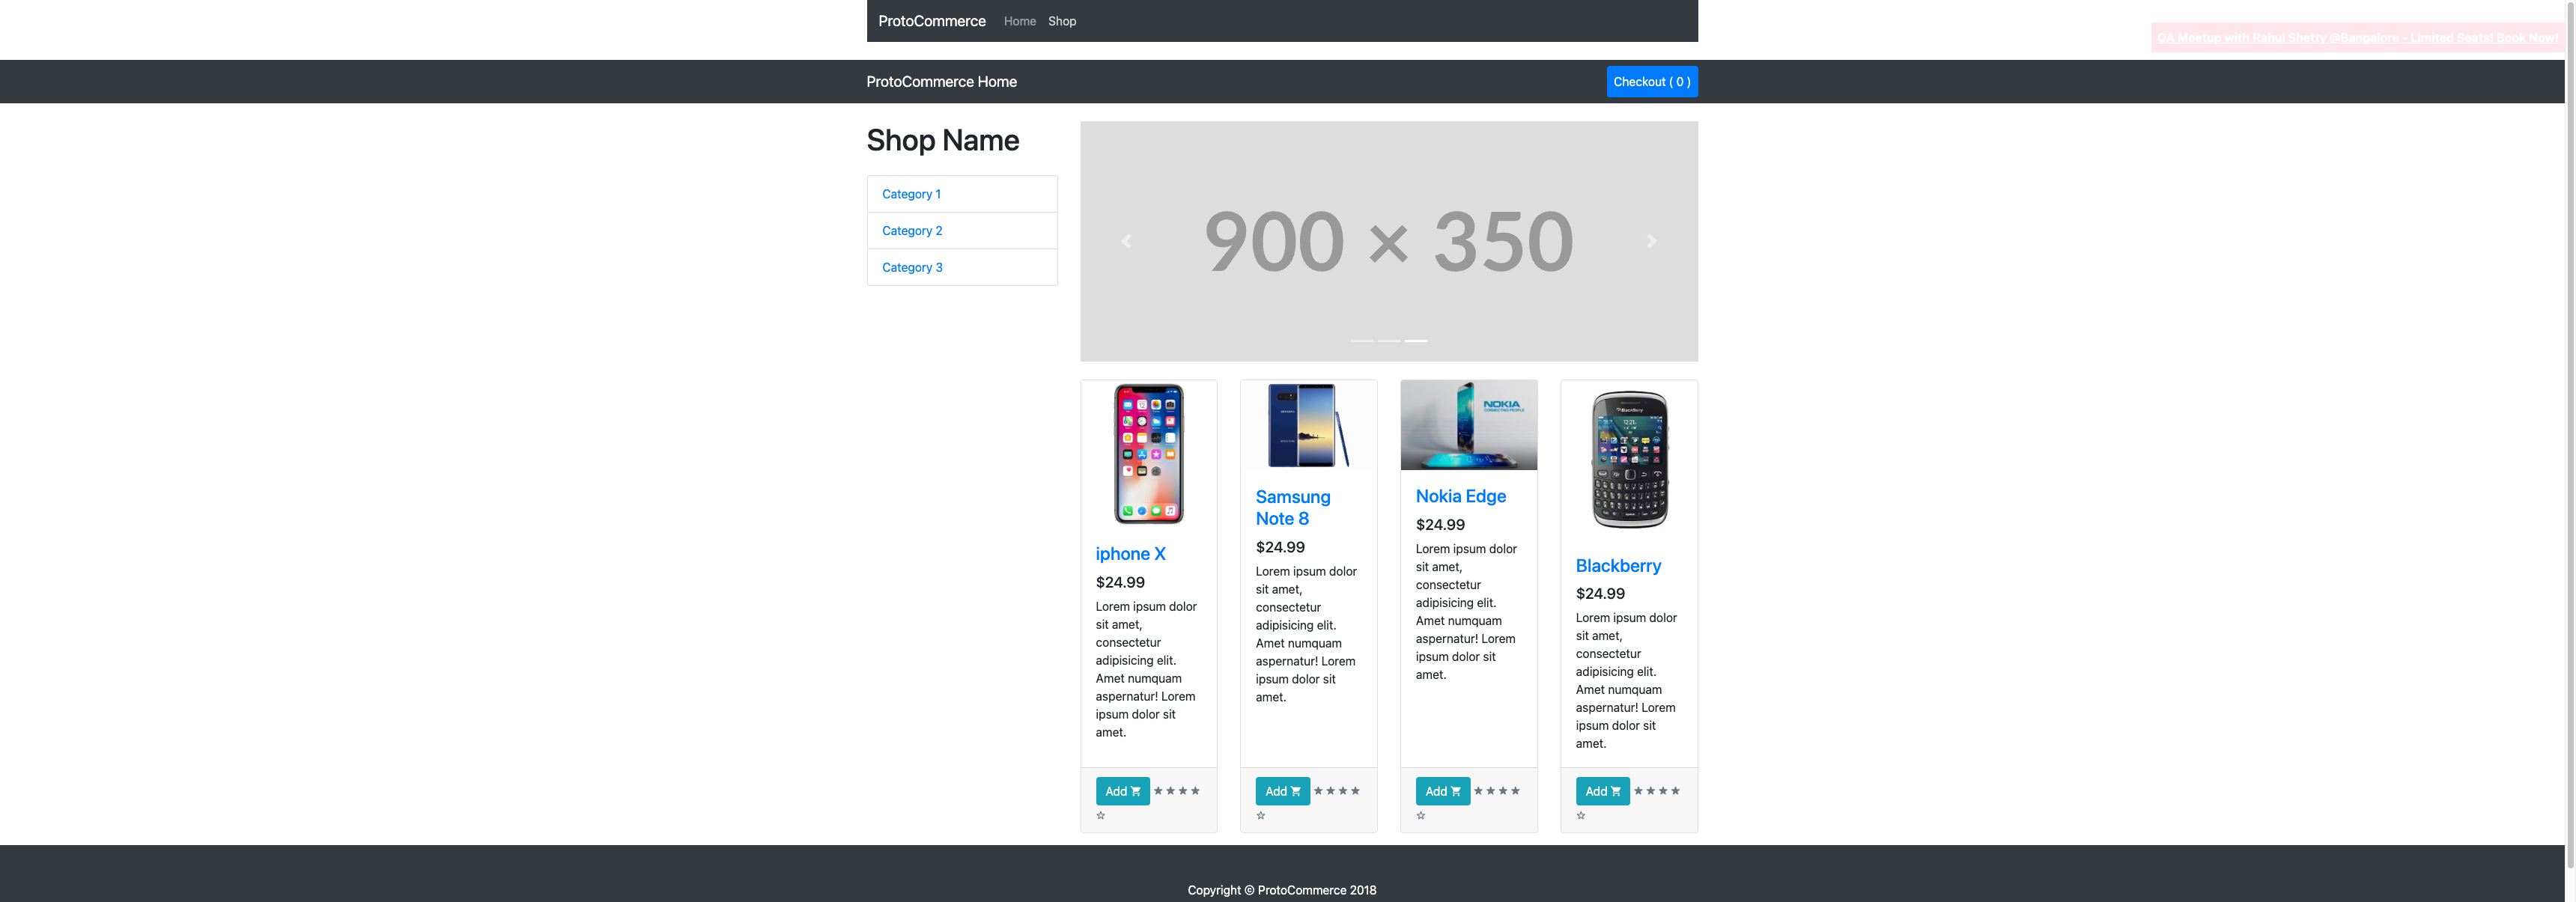 ProtoCommerce Home Shop
QA Meetup with Rahul Shetty @Bangalore - Limited Seats! Book Now!
ProtoCommerce Home
Checkout ( 0 )
Shop Name
Category 1
Category 2
Category 3
900 × 350
NOKIA
CONNECTING PEOPLE
BlackBerry
iphone X
$24.99
Lorem ipsum dolor
sit amet,
consectetur
adipisicing elit.
Amet numquam
aspernatur! Lorem
ipsum dolor sit
amet.
Add
★ ★ ★ ★
☆
Samsung
Note 8
$24.99
Lorem ipsum dolor
sit amet,
consectetur
adipisicing elit.
Amet numquam
aspernatur! Lorem
ipsum dolor sit
amet.
Add
★ ★ ★ ★
☆
Nokia Edge
$24.99
Lorem ipsum dolor
sit amet,
consectetur
adipisicing elit.
Amet numquam
aspernatur! Lorem
ipsum dolor sit
amet.
Add
★ ★ ★ ★
☆
Blackberry
$24.99
Lorem ipsum dolor
sit amet,
consectetur
adipisicing elit.
Amet numquam
aspernatur! Lorem
ipsum dolor sit
amet.
Add
★ ★ ★ ★
☆
Copyright © ProtoCommerce 2018